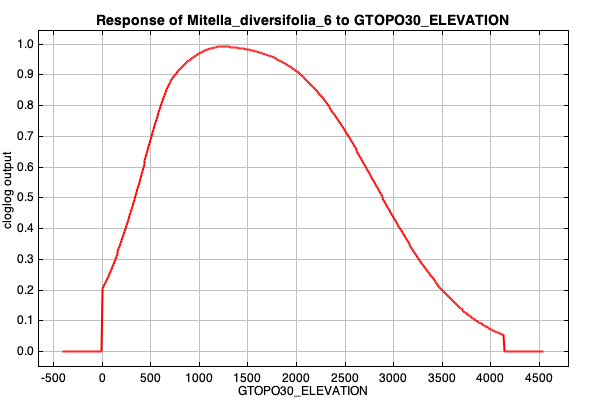 Response of Mitella_diversifolia_6 to GTOPO30_ELEVATION
1.0
0.9
0.8
0.7
0.6
0.5
0.4
0.3
0.2
0.1
0.0
cloglog output
-500 0 500 1000 1500 2000 2500 3000 3500 4000 4500
GTOPO30_ELEVATION